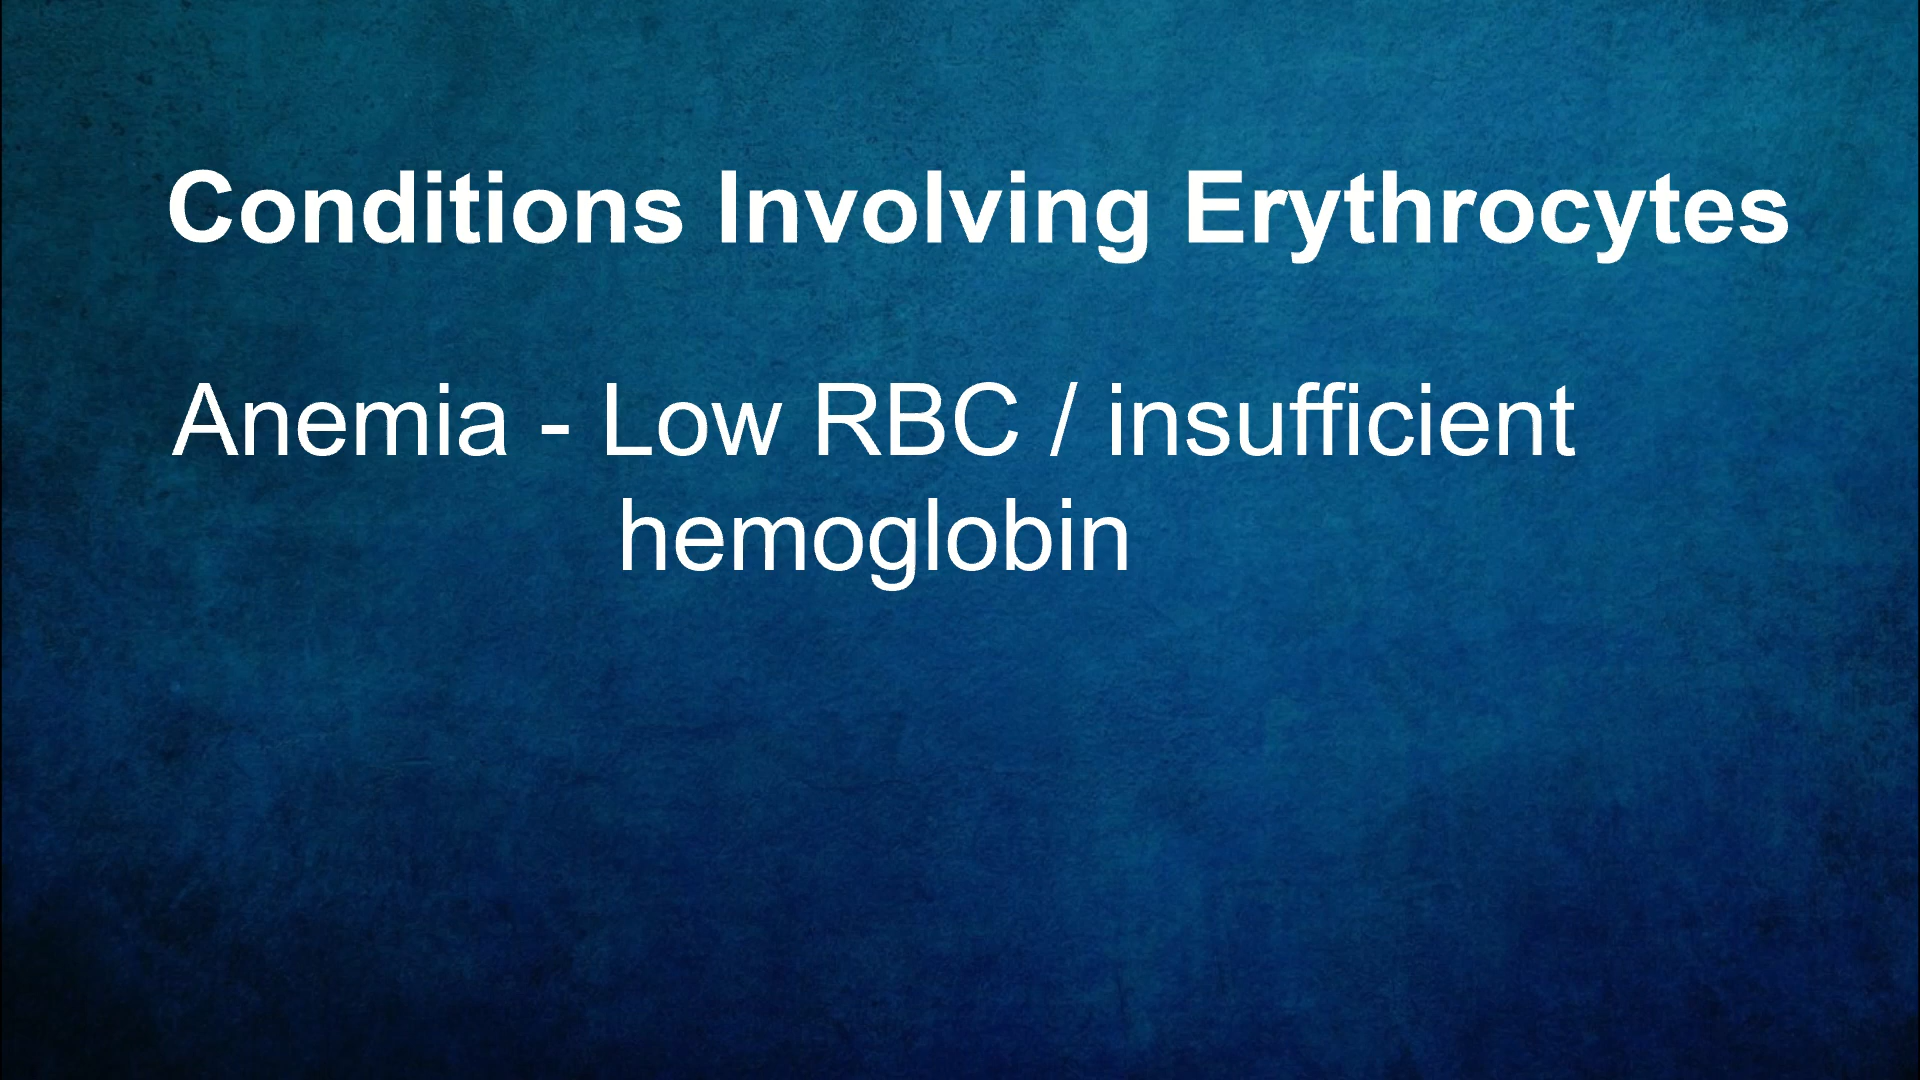 Conditions Involving Erythrocytes
Anemia - Low RBC / insufficient
hemoglobin